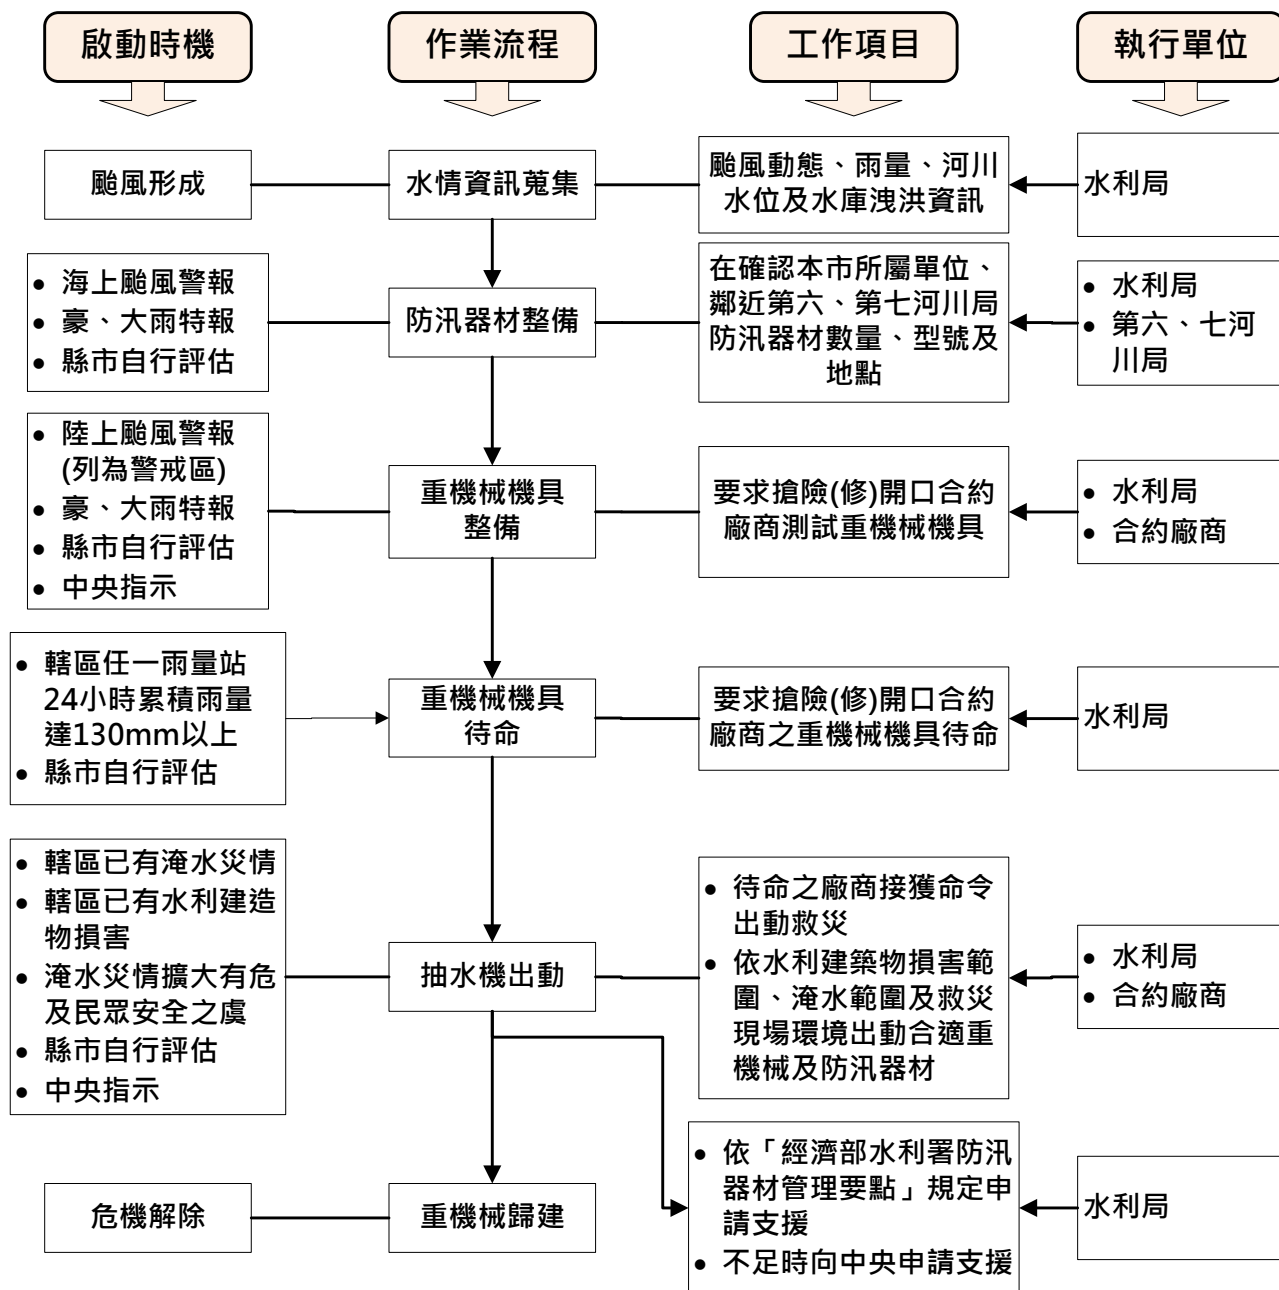 啟動時機
作業流程
工作項目
執行單位
颱風形成
水情資訊蒐集
颱風動態、雨量、河川
水位及水庫洩洪資訊
水利局
• 海上颱風警報
• 豪、大雨特報
• 縣市自行評估
防汛器材整備
在確認本市所屬單位、
鄰近第六、第七河川局
防汛器材數量、型號及
地點
• 水利局
• 第六、七河
川局
• 陸上颱風警報
(列為警戒區)
• 豪、大雨特報
• 縣市自行評估
• 中央指示
重機械機具
整備
要求搶險(修)開口合約
廠商測試重機械機具
• 水利局
• 合約廠商
• 轄區任一雨量站
24小時累積雨量
達130mm以上
• 縣市自行評估
重機械機具
待命
要求搶險(修)開口合約
廠商之重機械機具待命
水利局
• 轄區已有淹水災情
• 轄區已有水利建造
物損害
• 淹水災情擴大有危
及民眾安全之虞
• 縣市自行評估
• 中央指示
抽水機出動
• 待命之廠商接獲命令
出動救災
• 依水利建築物損害範
圍、淹水範圍及救災
現場環境出動合適重
機械及防汛器材
• 水利局
• 合約廠商
危機解除
重機械歸建
• 依「經濟部水利署防汛
器材管理要點」規定申
請支援
• 不足時向中央申請支援
水利局